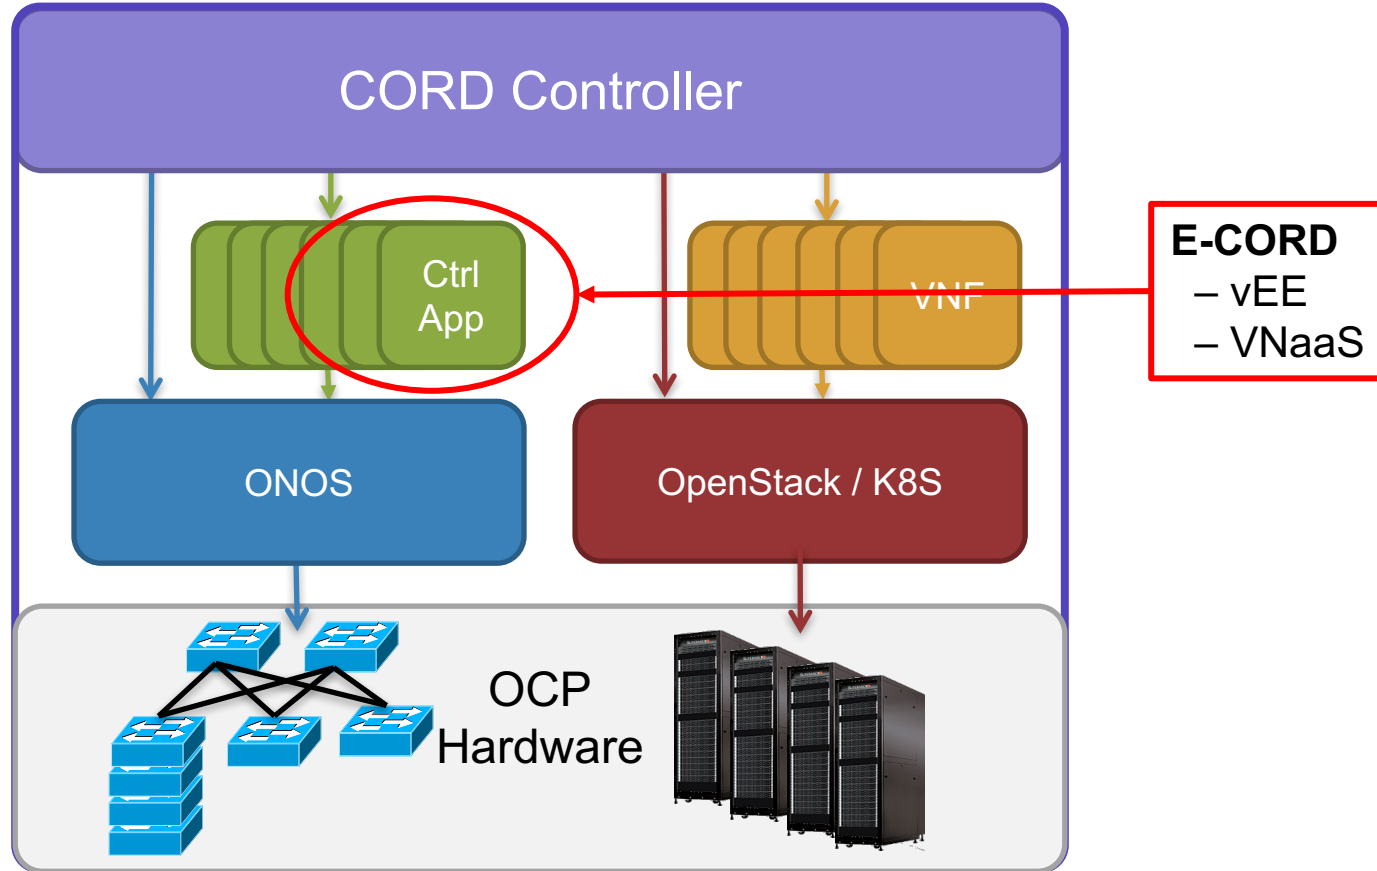 CORD Controller
Ctrl
App
VNF
E-CORD
– vEE
– VNaaS
ONOS
OpenStack / K8S
OCP
Hardware